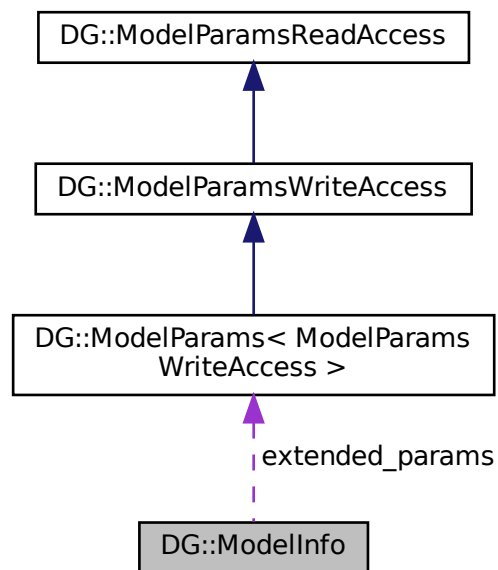 DG::ModelParamsReadAccess
DG::ModelParamsWriteAccess
DG::ModelParams< ModelParams
WriteAccess >
extended_params
DG::ModelInfo